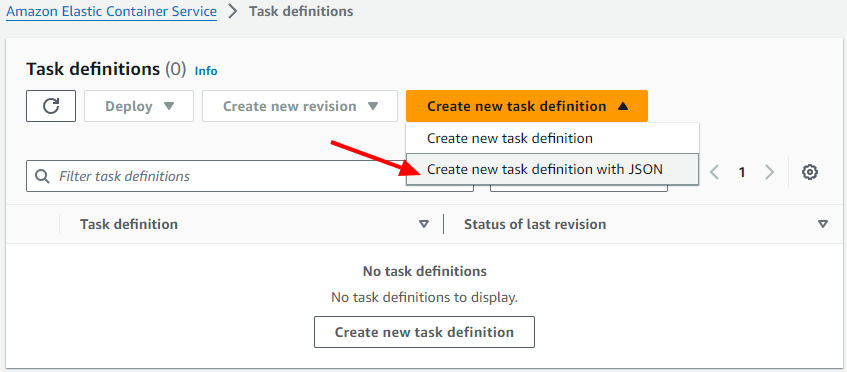 Amazon Elastic Container Service > Task definitions
Task definitions (0) Info
Deploy Create new revision Create new task definition
Create new task definition
Create new task definition with JSON
Filter task definitions 1
Task definition Status of last revision
No task definitions
No task definitions to display.
Create new task definition